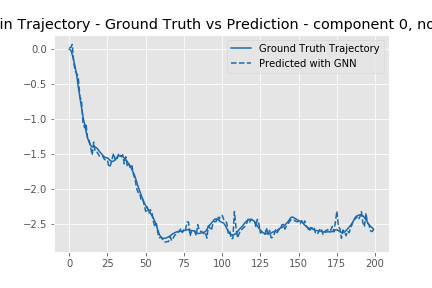 in Trajectory - Ground Truth vs Prediction - component 0, no
Ground Truth Trajectory
Predicted with GNN
0.0
−0.5
−1.0
−1.5
−2.0
−2.5
0 25 50 75 100 125 150 175 200